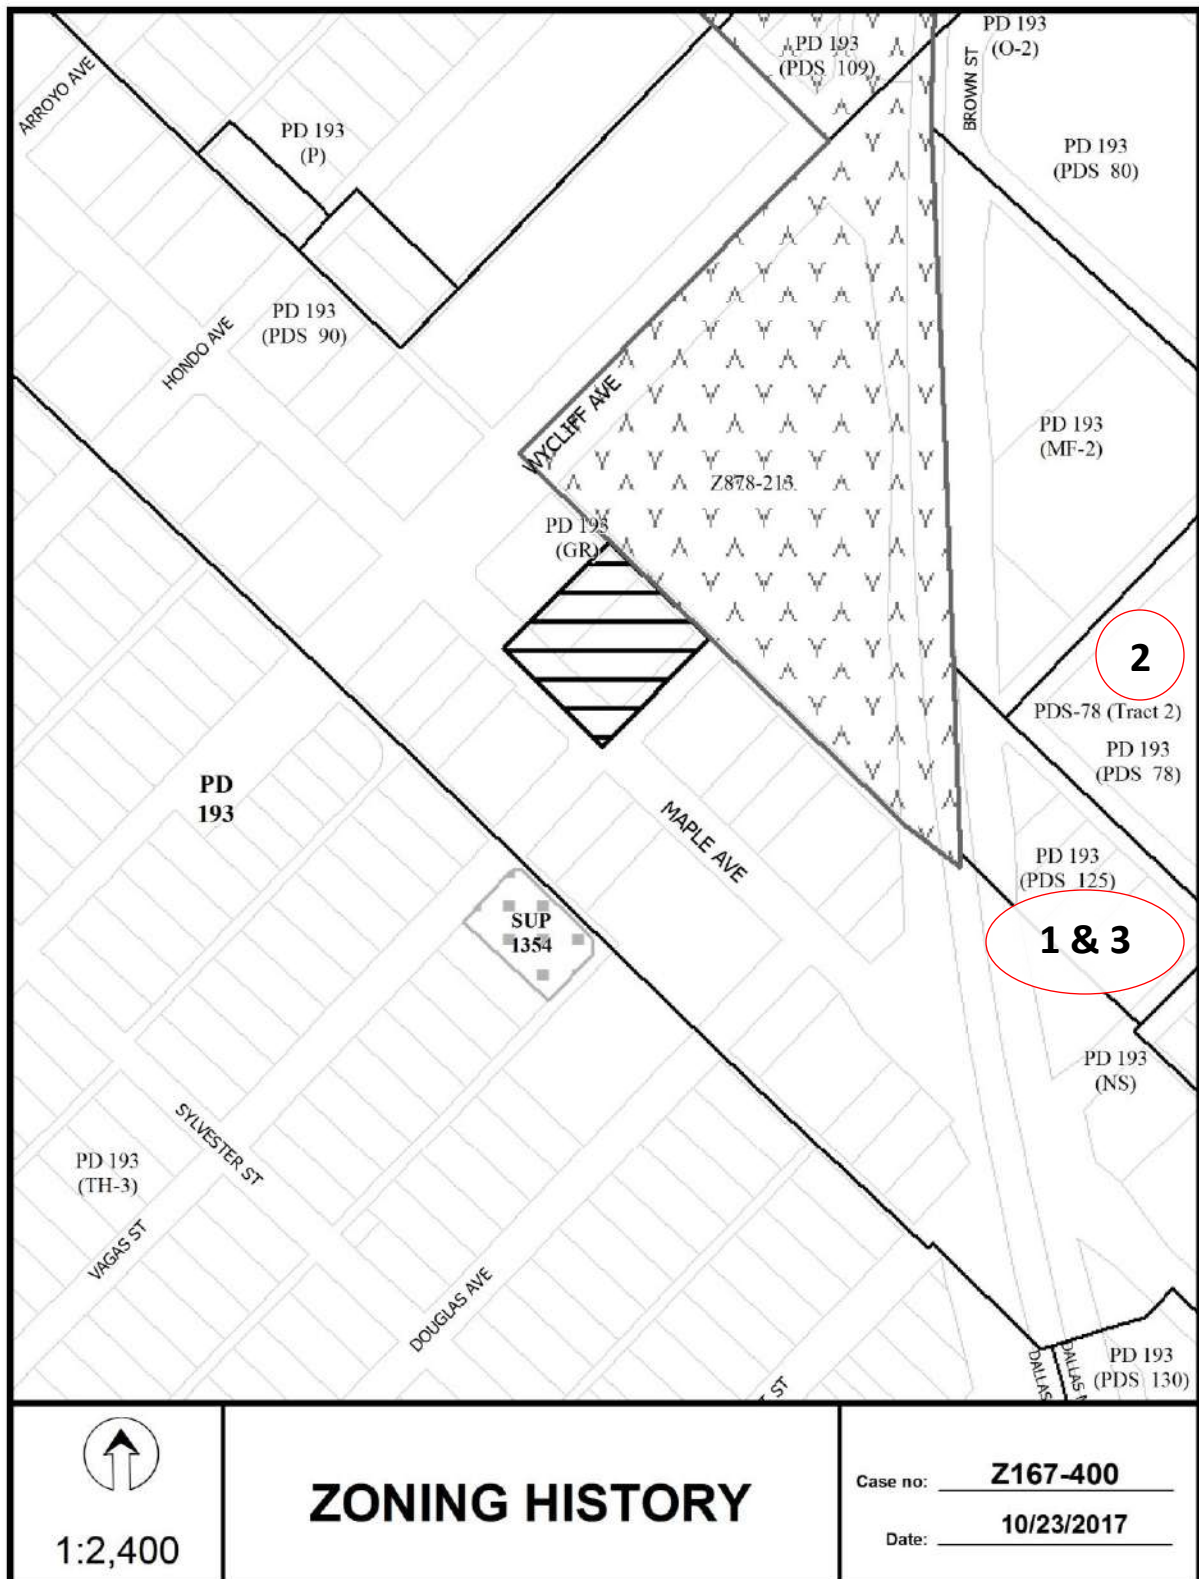 PD 193
(O-2)
PD 193
(PDS 109)
BROWN ST
ARROYO AVE
PD 193
(P)
PD 193
(PDS 80)
PD 193
(PDS 90)
HONDO AVE
WYCLIFF AVE
PD 193
(MF-2)
Z878-213
PD 193
(GR)
2
PDS-78 (Tract 2)
PD 193
(PDS 78)
PD
193
MAPLE AVE
PD 193
(PDS 125)
SUP
1354
1 & 3
PD 193
(NS)
SYLVESTER ST
PD 193
(TH-3)
VAGAS ST
DOUGLAS AVE
ST
DALLAS
DALLAS
PD 193
(PDS 130)
1:2,400
ZONING HISTORY
Case no: Z167-400
Date: 10/23/2017